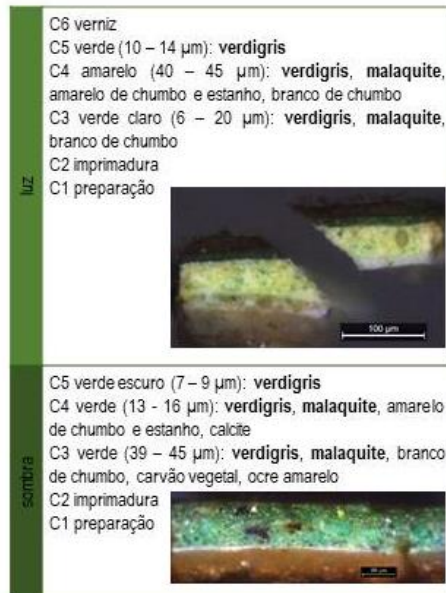 luz
C6 verniz
C5 verde (10 – 14 µm): verdigris
C4 amarelo (40 – 45 µm): verdigris, malaquite,
amarelo de chumbo e estanho, branco de chumbo
C3 verde claro (6 – 20 µm): verdigris, malaquite,
branco de chumbo
C2 imprimadura
C1 preparação
100 µm
sombra
C5 verde escuro (7 – 9 µm): verdigris
C4 verde (13 - 16 µm): verdigris, malaquite, amarelo
de chumbo e estanho, calcite
C3 verde (39 – 45 µm): verdigris, malaquite, branco
de chumbo, carvão vegetal, ocre amarelo
C2 imprimadura
C1 preparação